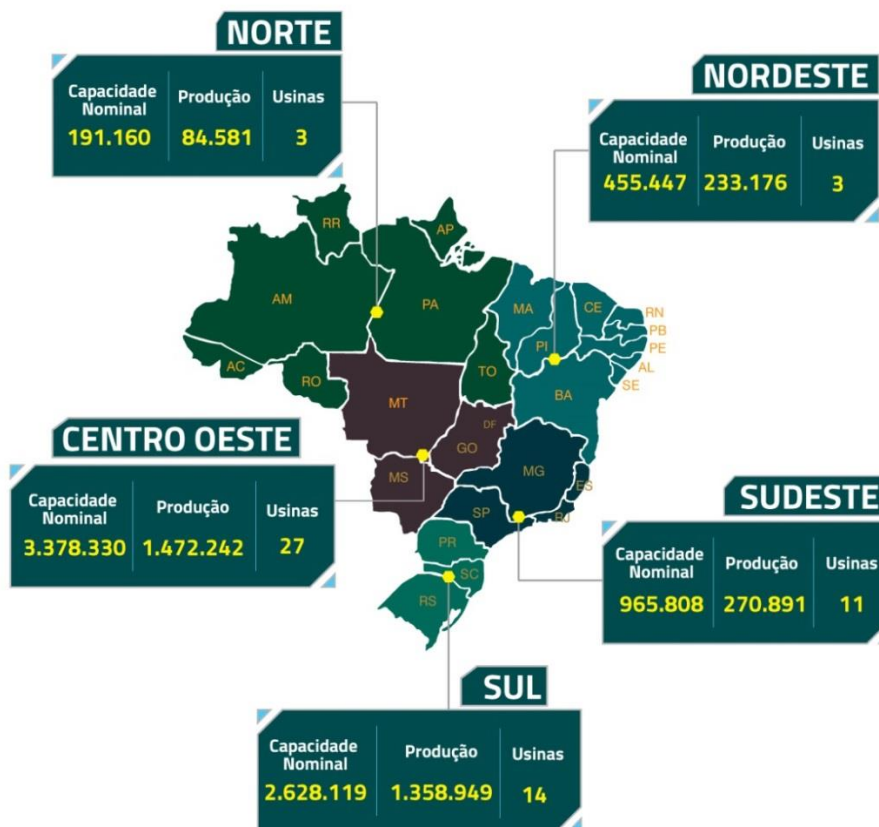 NORTE
Capacidade
Nominal
191.160
Produção
84.581
Usinas
3
NORDESTE
Capacidade
Nominal
455.447
Produção
233.176
Usinas
3
RR
AP
AM
PA
MA
CE
RN
PB
PI
PE
AL
SE
AC
RO
TO
BA
MT
DF
GO
MS
MG
ES
SP
RJ
PR
SC
RS
CENTRO OESTE
Capacidade
Nominal
3.378.330
Produção
1.472.242
Usinas
27
SUDESTE
Capacidade
Nominal
965.808
Produção
270.891
Usinas
11
SUL
Capacidade
Nominal
2.628.119
Produção
1.358.949
Usinas
14